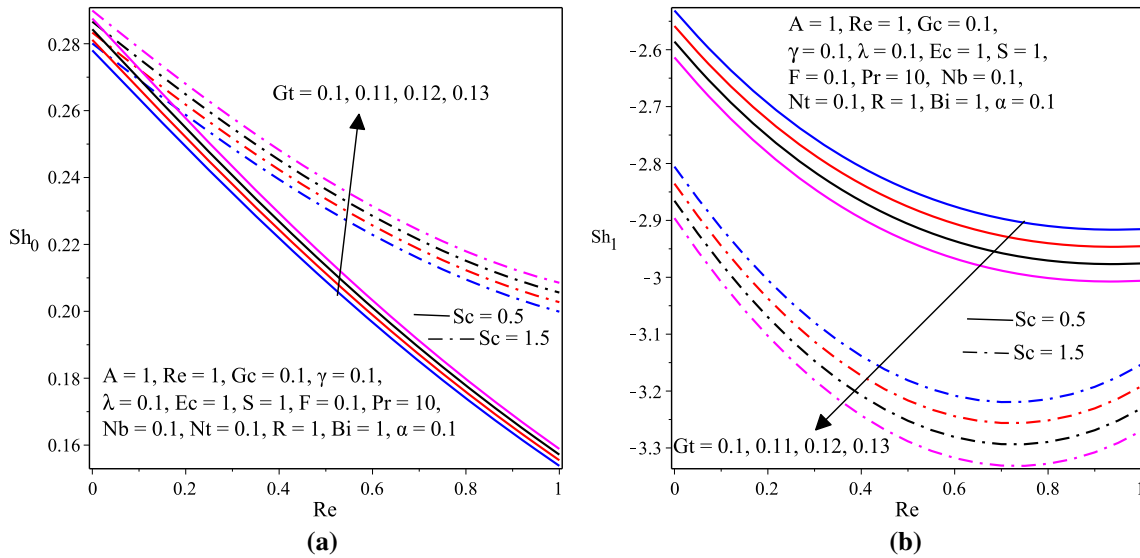 0.28
0.26
0.24
0.22
0.20
0.18
0.16
Sh0
Gt = 0.1, 0.11, 0.12, 0.13
Sc = 0.5
Sc = 1.5
A = 1, Re = 1, Gc = 0.1, γ = 0.1,
λ = 0.1, Ec = 1, S = 1, F = 0.1, Pr = 10,
Nb = 0.1, Nt = 0.1, R = 1, Bi = 1, α = 0.1
0 0.2 0.4 0.6 0.8 1
Re
(a)
-2.6
-2.7
-2.8
-2.9
-3
-3.1
-3.2
-3.3
Sh1
A = 1, Re = 1, Gc = 0.1,
γ = 0.1, λ = 0.1, Ec = 1, S = 1,
F = 0.1, Pr = 10, Nb = 0.1,
Nt = 0.1, R = 1, Bi = 1, α = 0.1
Sc = 0.5
Sc = 1.5
Gt = 0.1, 0.11, 0.12, 0.13
0 0.2 0.4 0.6 0.8 1
Re
(b)